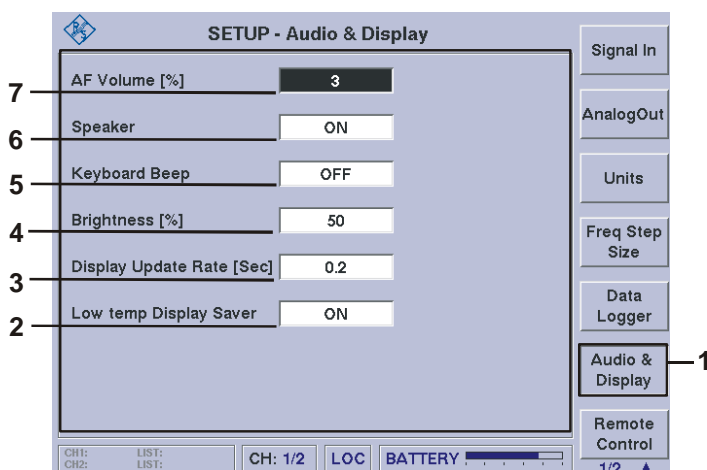 SETUP - Audio & Display
7 AF Volume [%] 3
6 Speaker ON
5 Keyboard Beep OFF
4 Brightness [%] 50
3 Display Update Rate [Sec] 0.2
2 Low temp Display Saver ON
Signal In
AnalogOut
Units
Freq Step
Size
Data
Logger
Audio &
Display
1
Remote
Control
1/2
CH1: LIST:
CH2: LIST:
CH: 1/2
LOC
BATTERY